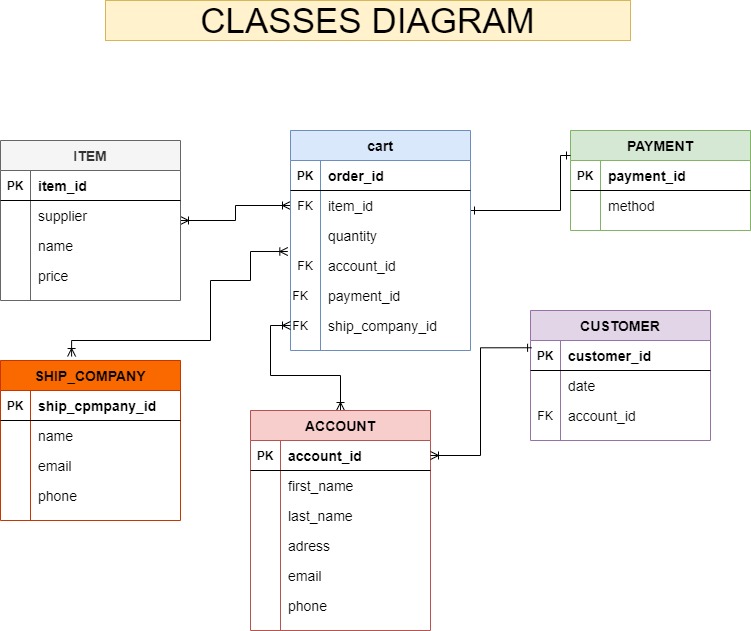 CLASSES DIAGRAM
ITEM
PK item_id
supplier
name
price
cart
PK order_id
FK item_id
quantity
FK account_id
FK payment_id
FK ship_company_id
PAYMENT
PK payment_id
method
SHIP_COMPANY
PK ship_cpmpany_id
name
email
phone
ACCOUNT
PK account_id
first_name
last_name
adress
email
phone
CUSTOMER
PK customer_id
date
FK account_id